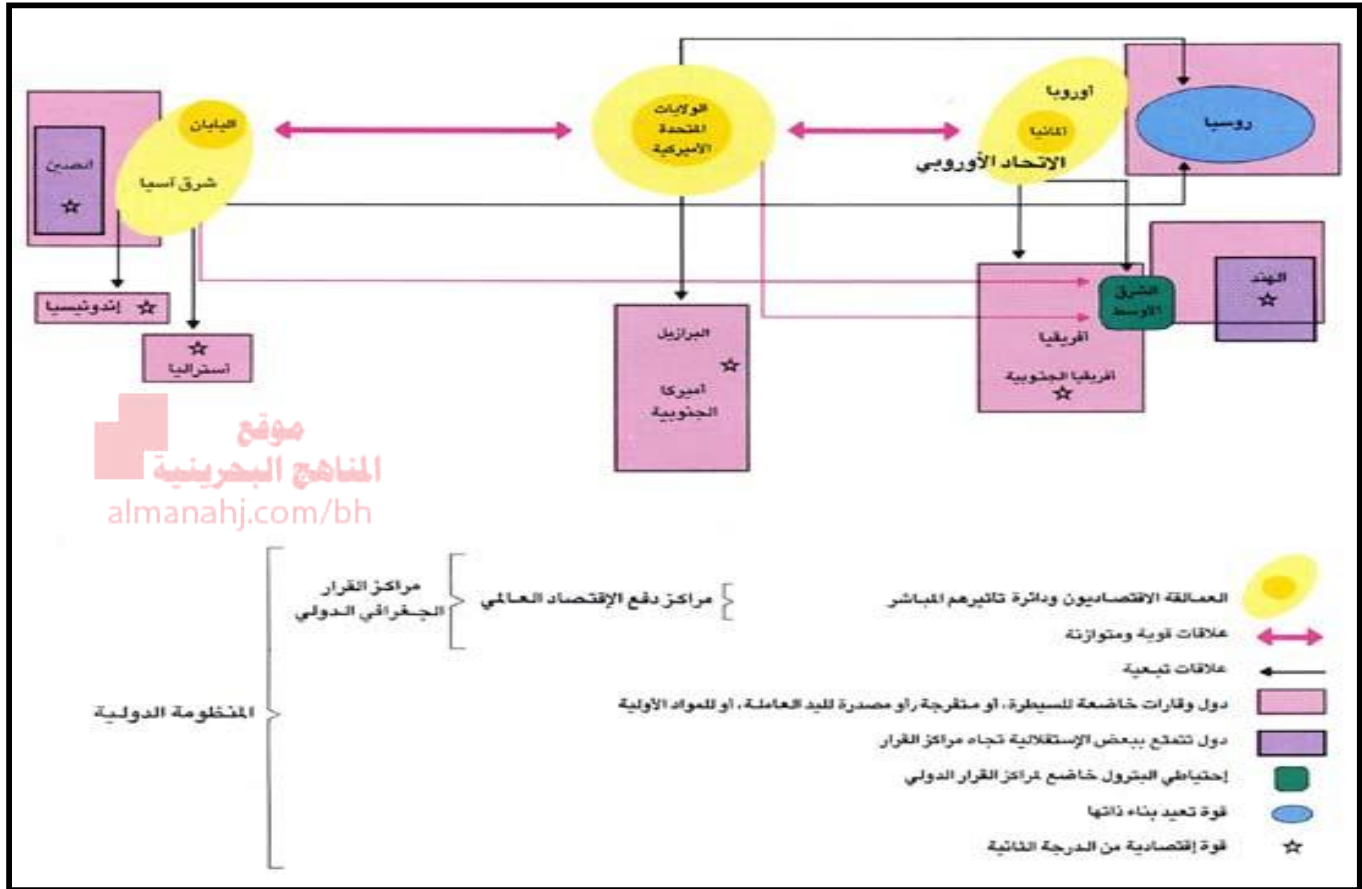 الولايات
المتحدة
الأميركية
أوروبا
ألمانيا
الاتحاد الأوروبي
روسيا
اليابان
شرق آسيا
الصين
الهند
الشرق
الأوسط
أفريقيا
أفريقيا الجنوبية
البرازيل
أميركا
الجنوبية
إندونيسيا
أستراليا
موقع
المناهج البحرينية
almanahj.com/bh
العمالقة الاقتصاديون ودائرة تأثيرهم المباشر
مراكز دفع الإقتصاد العالمي
مراكز القرار
الجغرافي الدولي
علاقات قوية ومتوازنة
علاقات تبعية
دول وقارات خاضعة للسيطرة، أو متفرجة، أو مصدرة لليد العاملة، أو للمواد الأولية
المنظومة الدولية
دول تتمتع ببعض الإستقلالية تجاه مراكز القرار
إحتياطي البترول خاضع لمراكز القرار الدولي
قوة تعيد بناء ذاتها
قوة إقتصادية من الدرجة الثانية